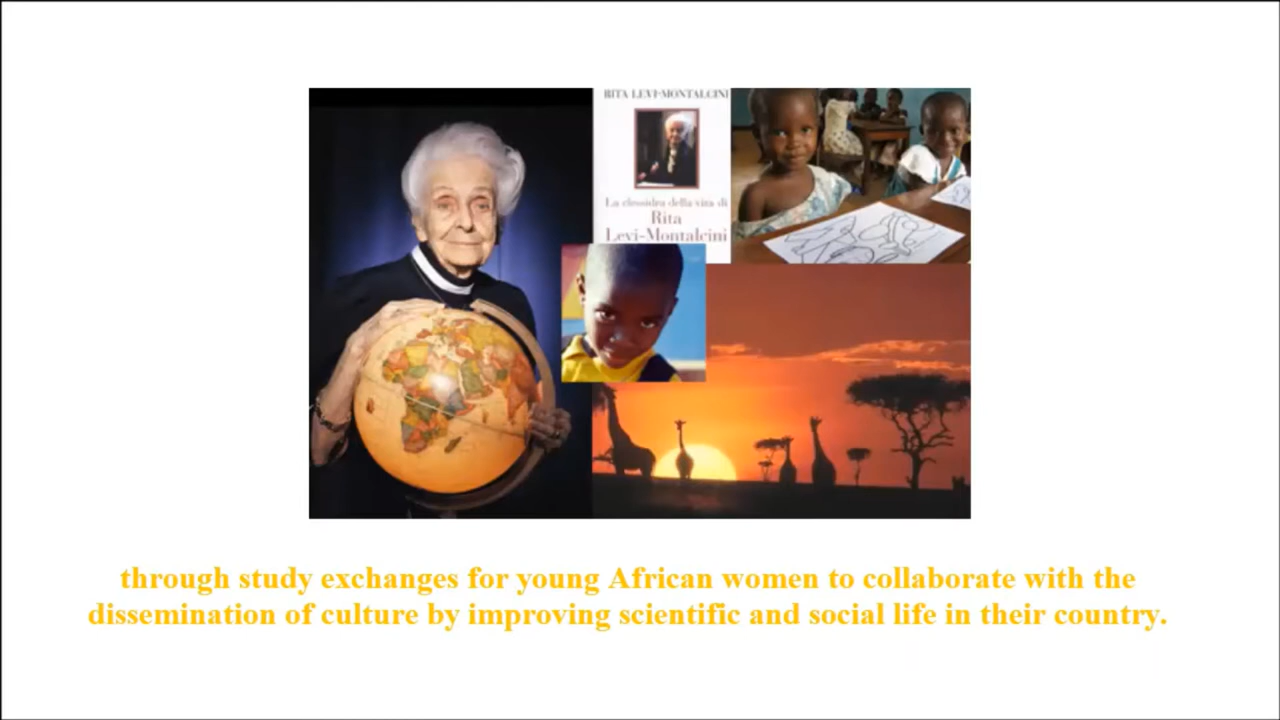 RITA LEVI-MONTALCINI
La clessidra della vita di
Rita
Levi-Montalcini
through study exchanges for young African women to collaborate with the
dissemination of culture by improving scientific and social life in their country.